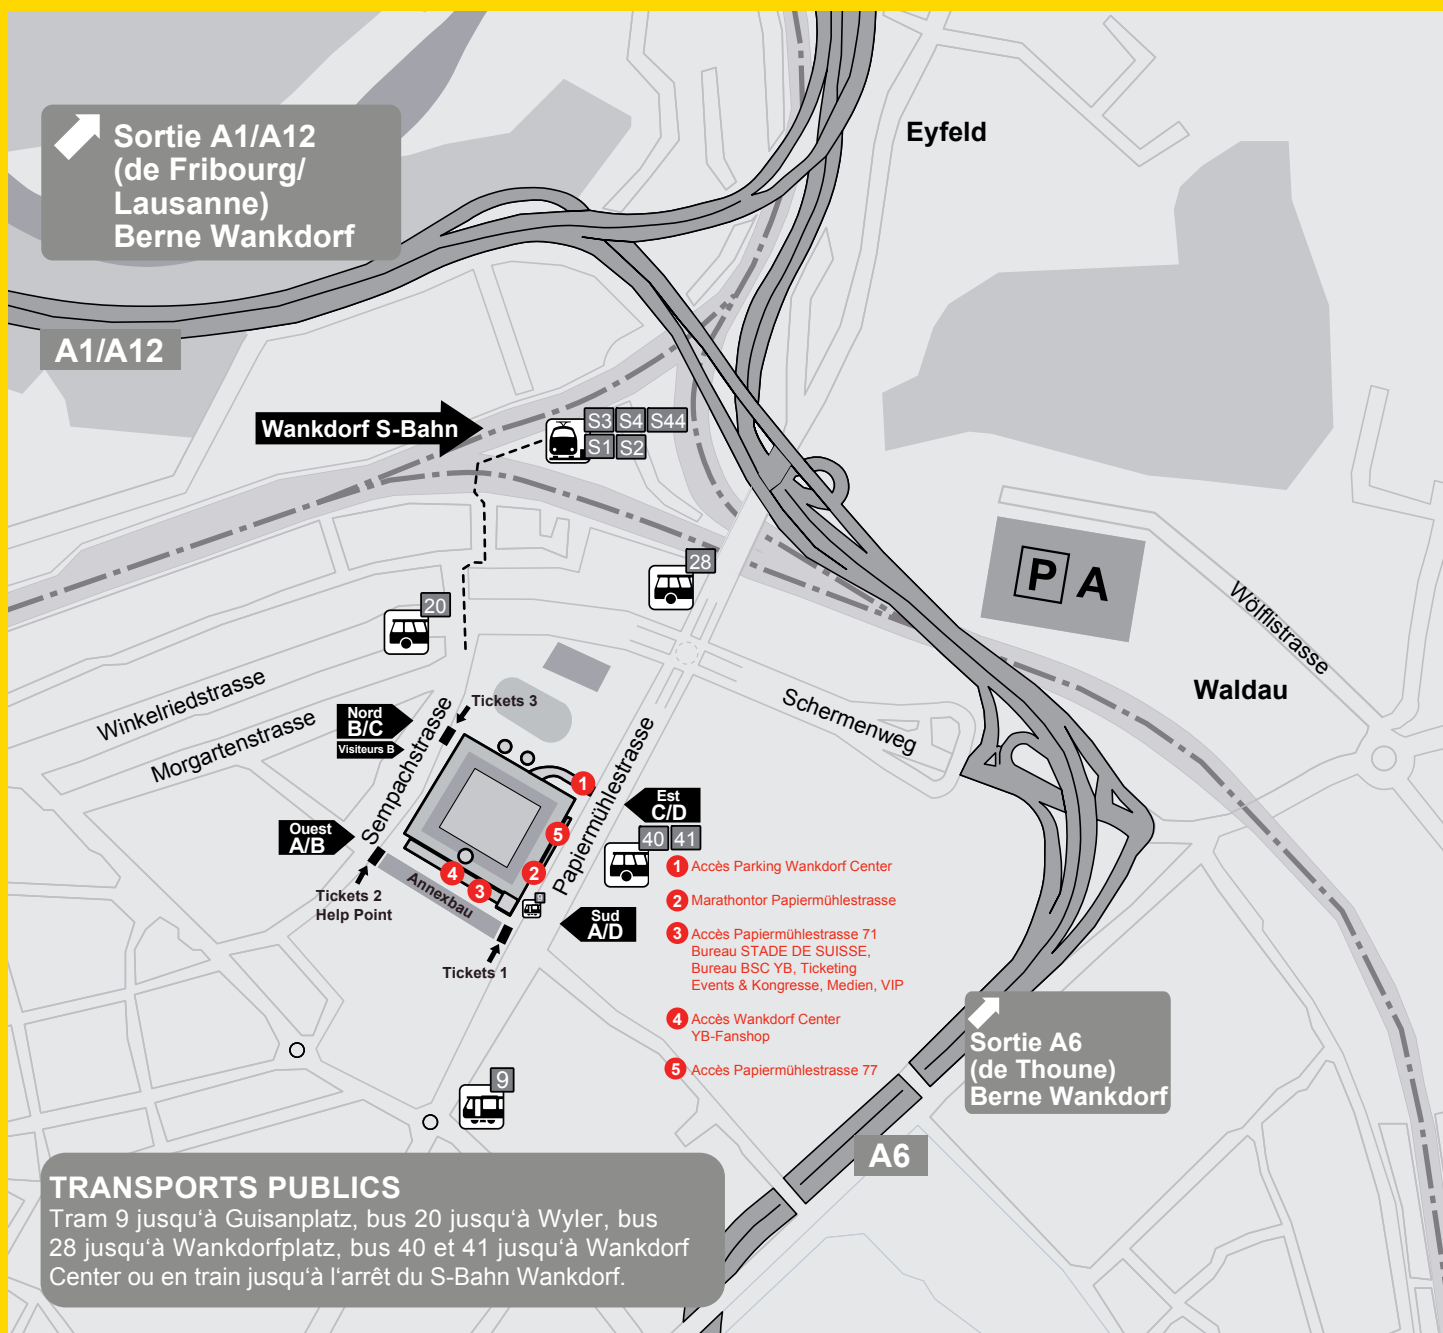 Sortie A1/A12
(de Fribourg/
Lausanne)
Berne Wankdorf
Eyfeld
A1/A12
Wankdorf S-Bahn
S3 S4 S44
S1 S2
28
20
P A
Wölflistrasse
Waldau
Winkelriedstrasse
Morgartenstrasse
Sempachstrasse
Papiermühlestrasse
Schermenweg
Tickets 3
Nord
B/C
Visiteurs B
Ouest
A/B
Tickets 2
Help Point
Annexbau
Tickets 1
Est
C/D
40 41
Sud
A/D
9
1
5
2
4
3
1 Accès Parking Wankdorf Center
2 Marathontor Papiermühlestrasse
3 Accès Papiermühlestrasse 71
Bureau STADE DE SUISSE,
Bureau BSC YB, Ticketing
Events & Kongresse, Medien, VIP
4 Accès Wankdorf Center
YB-Fanshop
5 Accès Papiermühlestrasse 77
9
Sortie A6
(de Thoune)
Berne Wankdorf
A6
TRANSPORTS PUBLICS
Tram 9 jusqu‘à Guisanplatz, bus 20 jusqu‘à Wyler, bus
28 jusqu‘à Wankdorfplatz, bus 40 et 41 jusqu‘à Wankdorf
Center ou en train jusqu‘à l‘arrêt du S-Bahn Wankdorf.